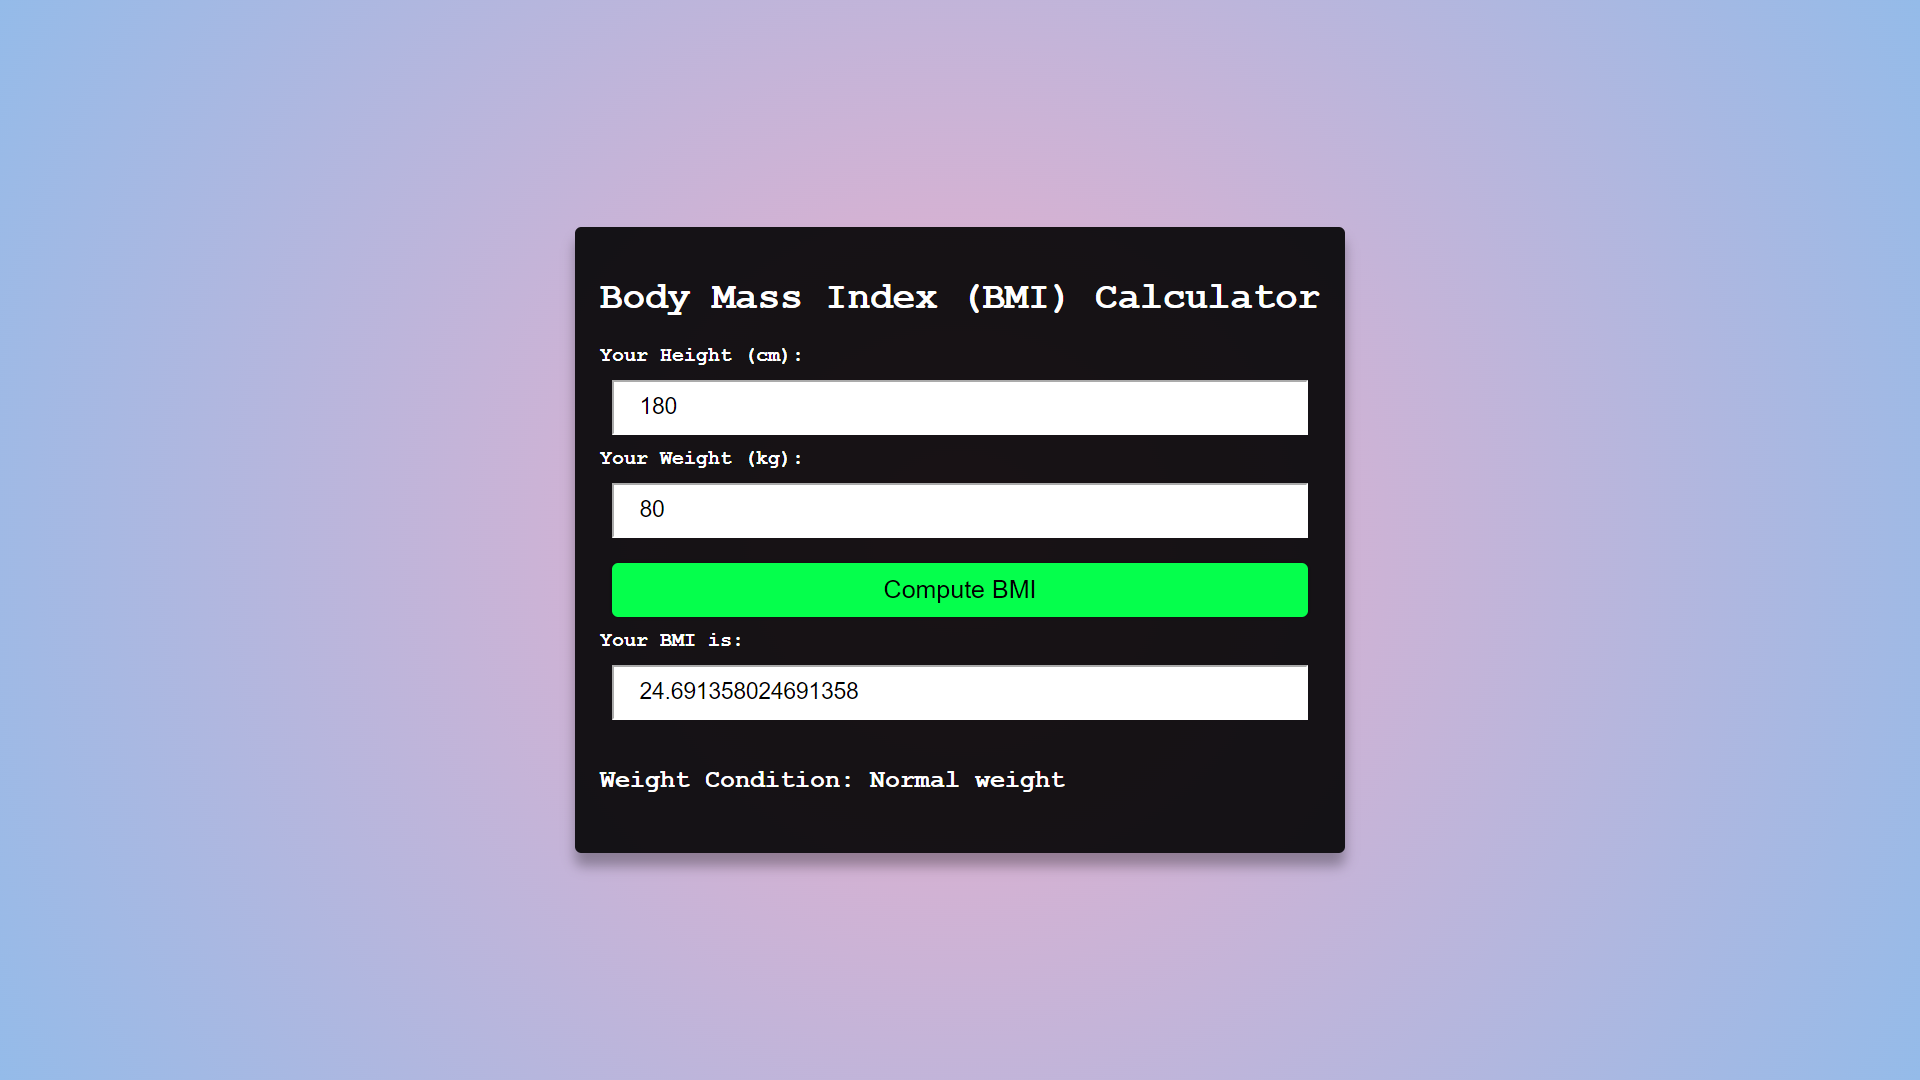 Body Mass Index (BMI) Calculator
Your Height (cm):
180
Your Weight (kg):
80
Compute BMI
Your BMI is:
24.691358024691358
Weight Condition: Normal weight